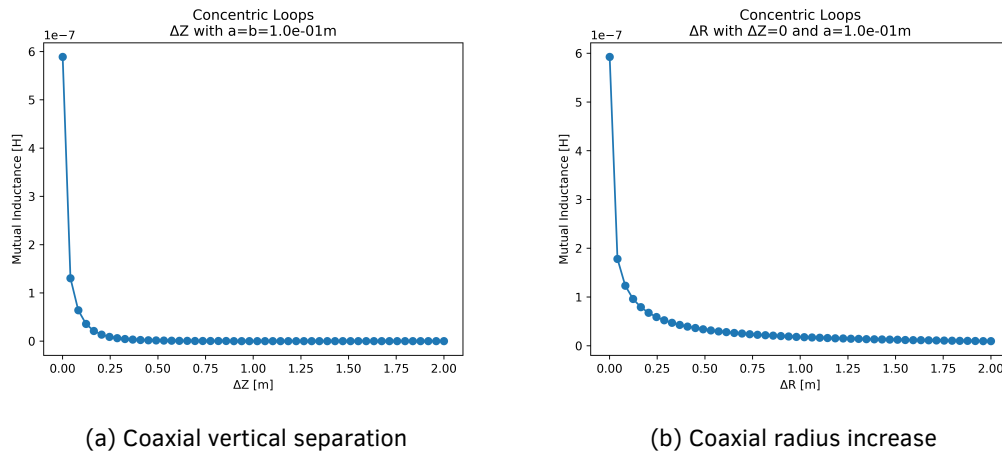 Concentric Loops
ΔZ with a=b=1.0e-01m
1e−7
6
5
4
3
2
1
0
Mutual Inductance [H]
0.00 0.25 0.50 0.75 1.00 1.25 1.50 1.75 2.00
ΔZ [m]
(a) Coaxial vertical separation
Concentric Loops
ΔR with ΔZ=0 and a=1.0e-01m
1e−7
6
5
4
3
2
1
0
Mutual Inductance [H]
0.00 0.25 0.50 0.75 1.00 1.25 1.50 1.75 2.00
ΔR [m]
(b) Coaxial radius increase